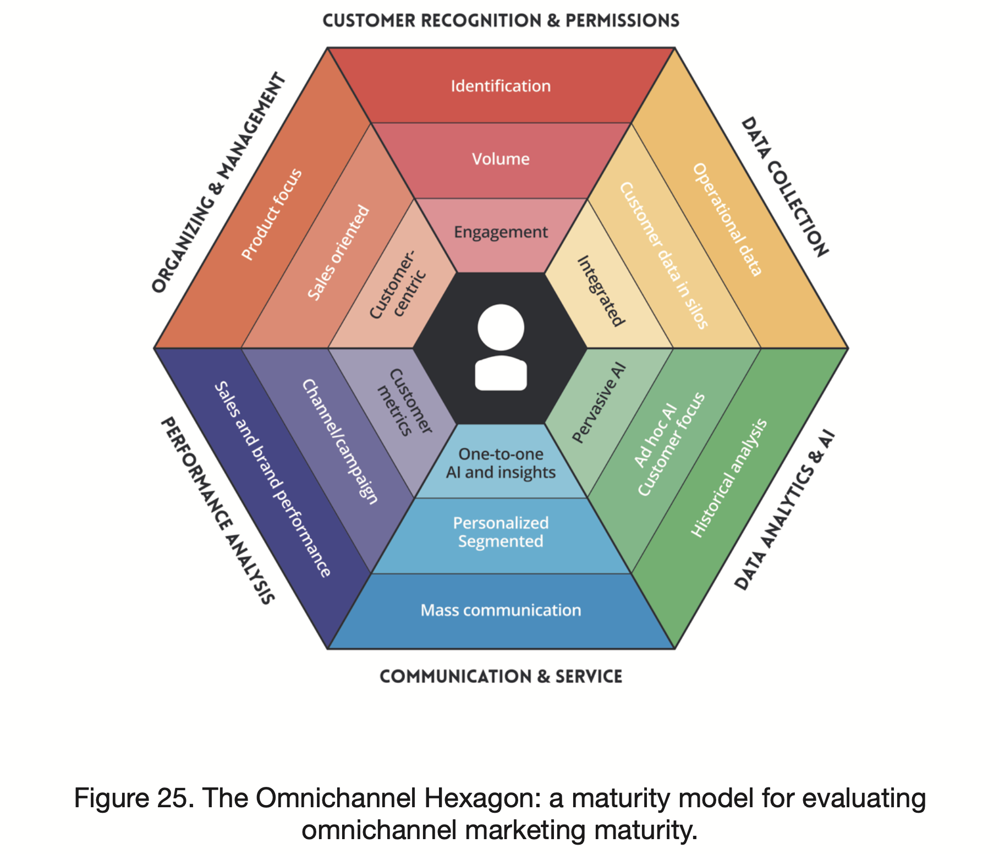 CUSTOMER RECOGNITION & PERMISSIONS
Identification
Volume
Engagement
DATA COLLECTION
Operational data
Customer data in silos
Integrated
DATA ANALYTICS & AI
Historical analysis
Ad hoc AI
Customer focus
Pervasive AI
COMMUNICATION & SERVICE
One-to-one
AI and insights
Personalized
Segmented
Mass communication
PERFORMANCE ANALYSIS
Sales and brand performance
Channel/campaign
Customer
metrics
ORGANIZING & MANAGEMENT
Product focus
Sales oriented
Customer-
centric
Figure 25. The Omnichannel Hexagon: a maturity model for evaluating
omnichannel marketing maturity.